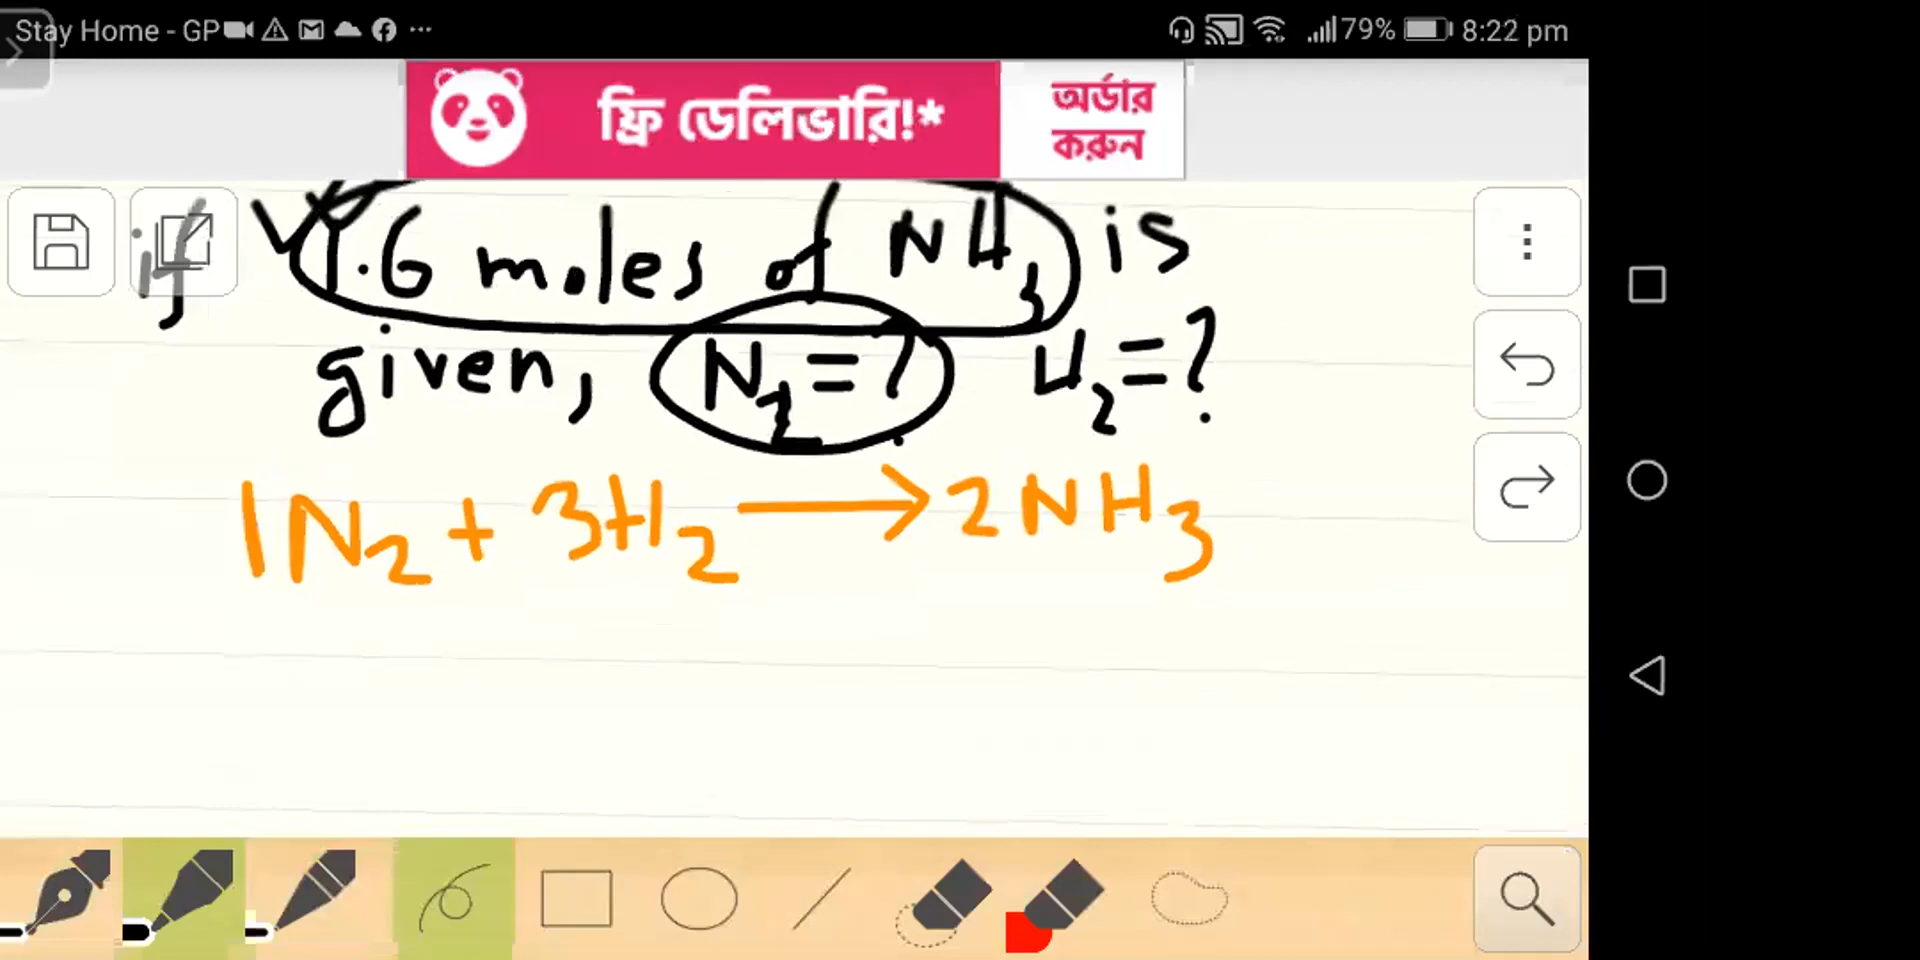 Stay Home - GP 79% 8:22 pm
ফ্রি ডেলিভারি!* অর্ডার করুন
if 1.6 moles of NH3 is
given, N2=? H2=?
1N2 + 3H2 → 2NH3